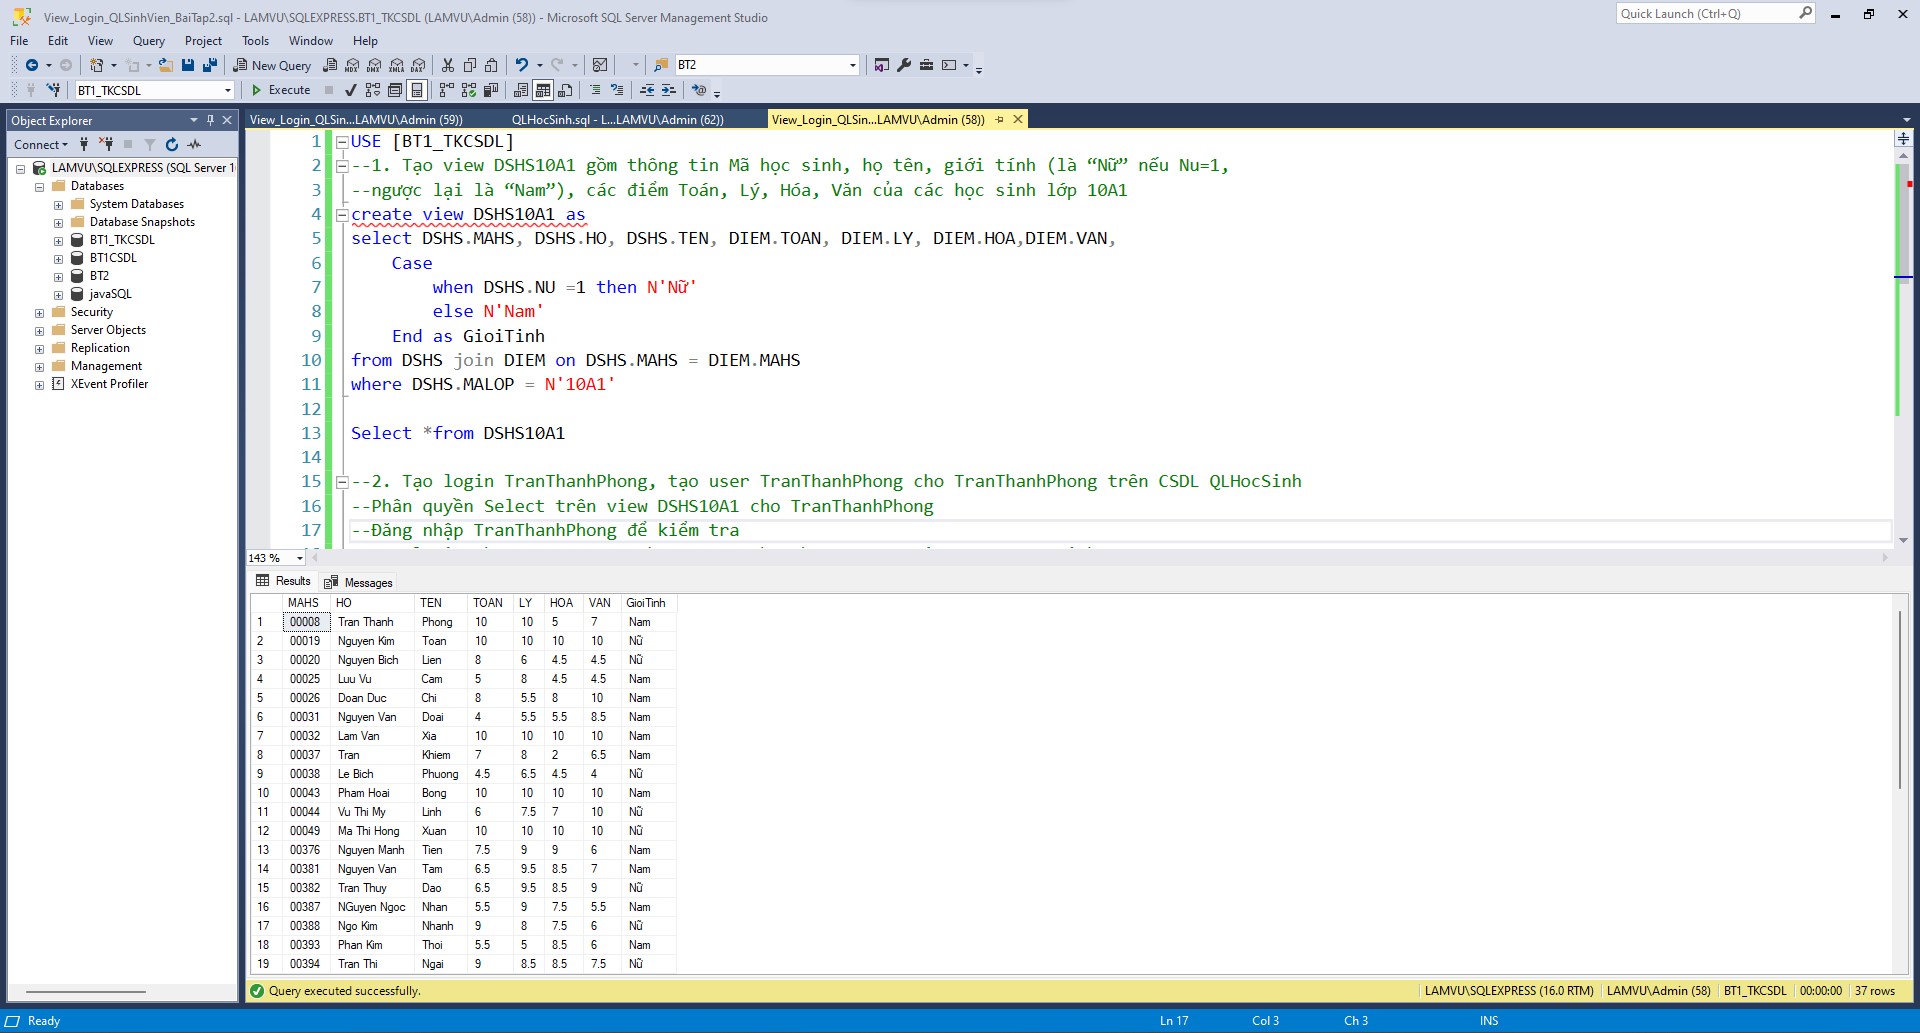 View_Login_QLSinhVien_BaiTap2.sql - LAMVU\SQLEXPRESS.BT1_TKCSDL (LAMVU\Admin (58)) - Microsoft SQL Server Management Studio
Quick Launch (Ctrl+Q)
File Edit View Query Project Tools Window Help
New Query MDX DMX XMLA DAX BT2
BT1_TKCSDL Execute
Object Explorer
Connect
LAMVU\SQLEXPRESS (SQL Server 1
Databases
System Databases
Database Snapshots
BT1_TKCSDL
BT1CSDL
BT2
javaSQL
Security
Server Objects
Replication
Management
XEvent Profiler
View_Login_QLSin...LAMVU\Admin (59)) QLHocSinh.sql - L...LAMVU\Admin (62)) View_Login_QLSin...LAMVU\Admin (58))
1 USE [BT1_TKCSDL]
2 --1. Tạo view DSHS10A1 gồm thông tin Mã học sinh, họ tên, giới tính (là “Nữ” nếu Nu=1,
3 --ngược lại là “Nam”), các điểm Toán, Lý, Hóa, Văn của các học sinh lớp 10A1
4 create view DSHS10A1 as
5 select DSHS.MAHS, DSHS.HO, DSHS.TEN, DIEM.TOAN, DIEM.LY, DIEM.HOA,DIEM.VAN,
6 Case
7 when DSHS.NU =1 then N'Nữ'
8 else N'Nam'
9 End as GioiTinh
10 from DSHS join DIEM on DSHS.MAHS = DIEM.MAHS
11 where DSHS.MALOP = N'10A1'
12
13 Select *from DSHS10A1
14
15 --2. Tạo login TranThanhPhong, tạo user TranThanhPhong cho TranThanhPhong trên CSDL QLHocSinh
16 --Phân quyền Select trên view DSHS10A1 cho TranThanhPhong
17 --Đăng nhập TranThanhPhong để kiểm tra
143 %
Results Messages
MAHS HO TEN TOAN LY HOA VAN GioiTinh
1 00008 Tran Thanh Phong 10 10 5 7 Nam
2 00019 Nguyen Kim Toan 10 10 10 10 Nữ
3 00020 Nguyen Bich Lien 8 6 4.5 4.5 Nữ
4 00025 Luu Vu Cam 5 8 4.5 4.5 Nam
5 00026 Doan Duc Chi 8 5.5 8 10 Nam
6 00031 Nguyen Van Doai 4 5.5 5.5 8.5 Nam
7 00032 Lam Van Xia 10 10 10 10 Nam
8 00037 Tran Khiem 7 8 2 6.5 Nam
9 00038 Le Bich Phuong 4.5 6.5 4.5 4 Nữ
10 00043 Pham Hoai Bong 10 10 10 10 Nam
11 00044 Vu Thi My Linh 6 7.5 7 10 Nữ
12 00049 Ma Thi Hong Xuan 10 10 10 10 Nữ
13 00376 Nguyen Manh Tien 7.5 9 9 6 Nam
14 00381 Nguyen Van Tam 6.5 9.5 8.5 7 Nam
15 00382 Tran Thuy Dao 6.5 9.5 8.5 9 Nữ
16 00387 NGuyen Ngoc Nhan 5.5 9 7.5 5.5 Nam
17 00388 Ngo Kim Nhanh 9 8 7.5 6 Nữ
18 00393 Phan Kim Thoi 5.5 5 8.5 6 Nam
19 00394 Tran Thi Ngai 9 8.5 8.5 7.5 Nữ
Query executed successfully. LAMVU\SQLEXPRESS (16.0 RTM) LAMVU\Admin (58) BT1_TKCSDL 00:00:00 37 rows
Ready Ln 17 Col 3 Ch 3 INS